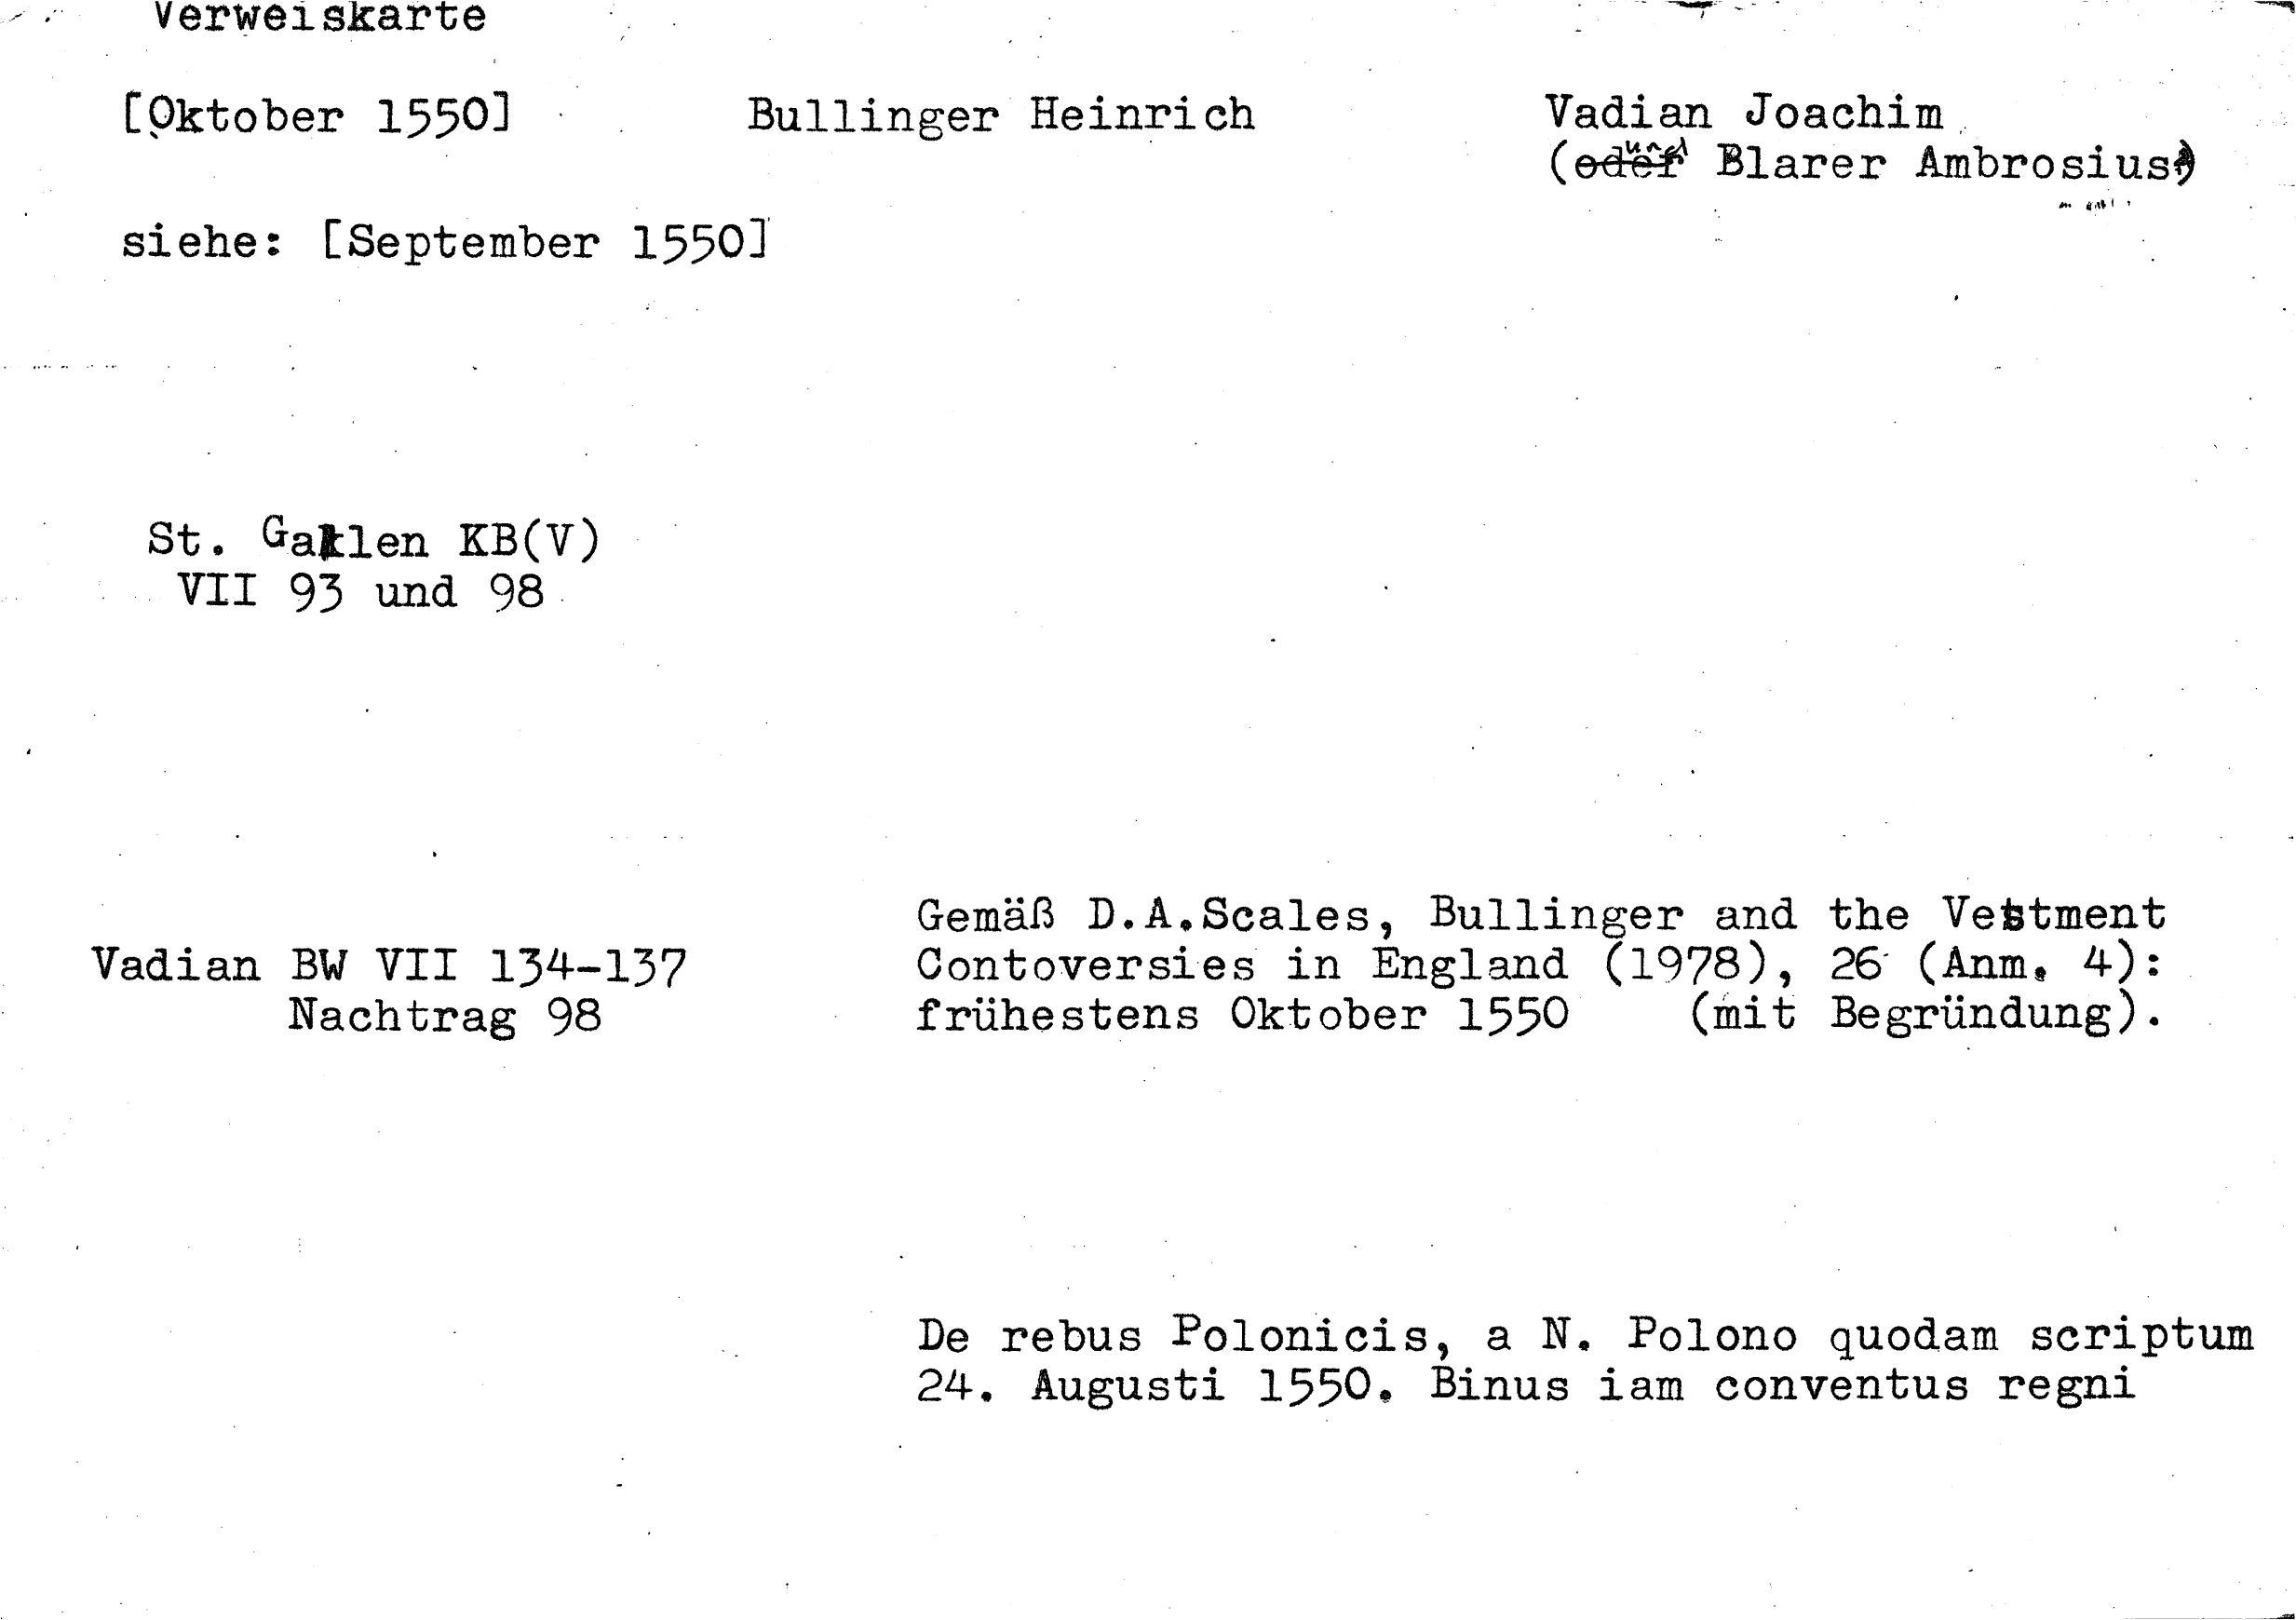 Verweiskarte
[Oktober 1550] Bullinger Heinrich Vadian Joachim
(und Blarer Ambrosius)
siehe: [September 1550]
St. Gallen KB(V)
VII 93 und 98
Gemäß D.A.Scales, Bullinger and the Vestment
Vadian BW VII 134-137 Contoversies in England (1978), 26 (Anm. 4):
Nachtrag 98 frühestens Oktober 1550 (mit Begründung).
De rebus Polonicis, a N. Polono quodam scriptum
24. Augusti 1550. Binus iam conventus regni